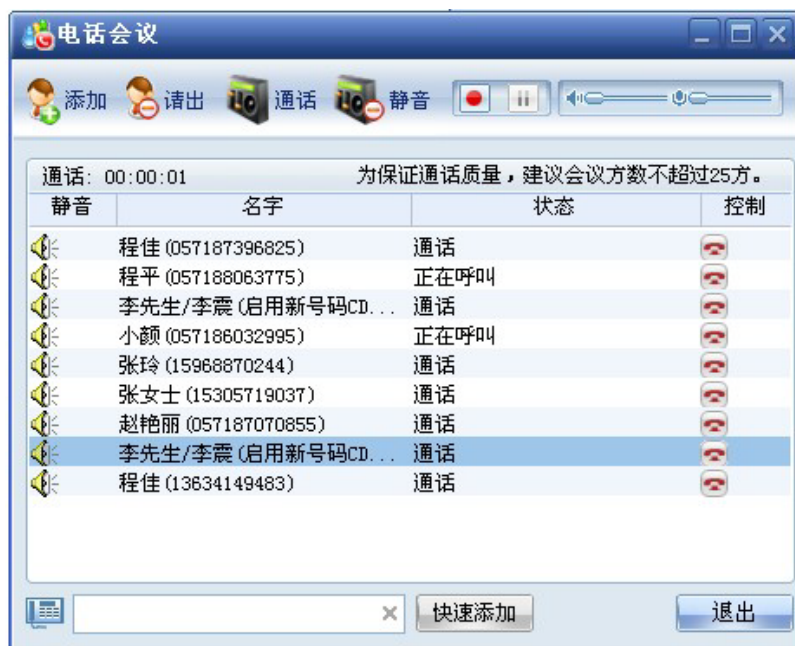 电话会议
添加 请出 通话 静音
通话: 00:00:01 为保证通话质量，建议会议方数不超过25方。
静音 名字 状态 控制
程佳(057187396825) 通话
程平(057188063775) 正在呼叫
李先生/李震(启用新号码CD... 通话
小颜(057186032995) 正在呼叫
张玲(15968870244) 通话
张女士(15305719037) 通话
赵艳丽(057187070855) 通话
李先生/李震(启用新号码CD... 通话
程佳(13634149483) 通话
快速添加 退出